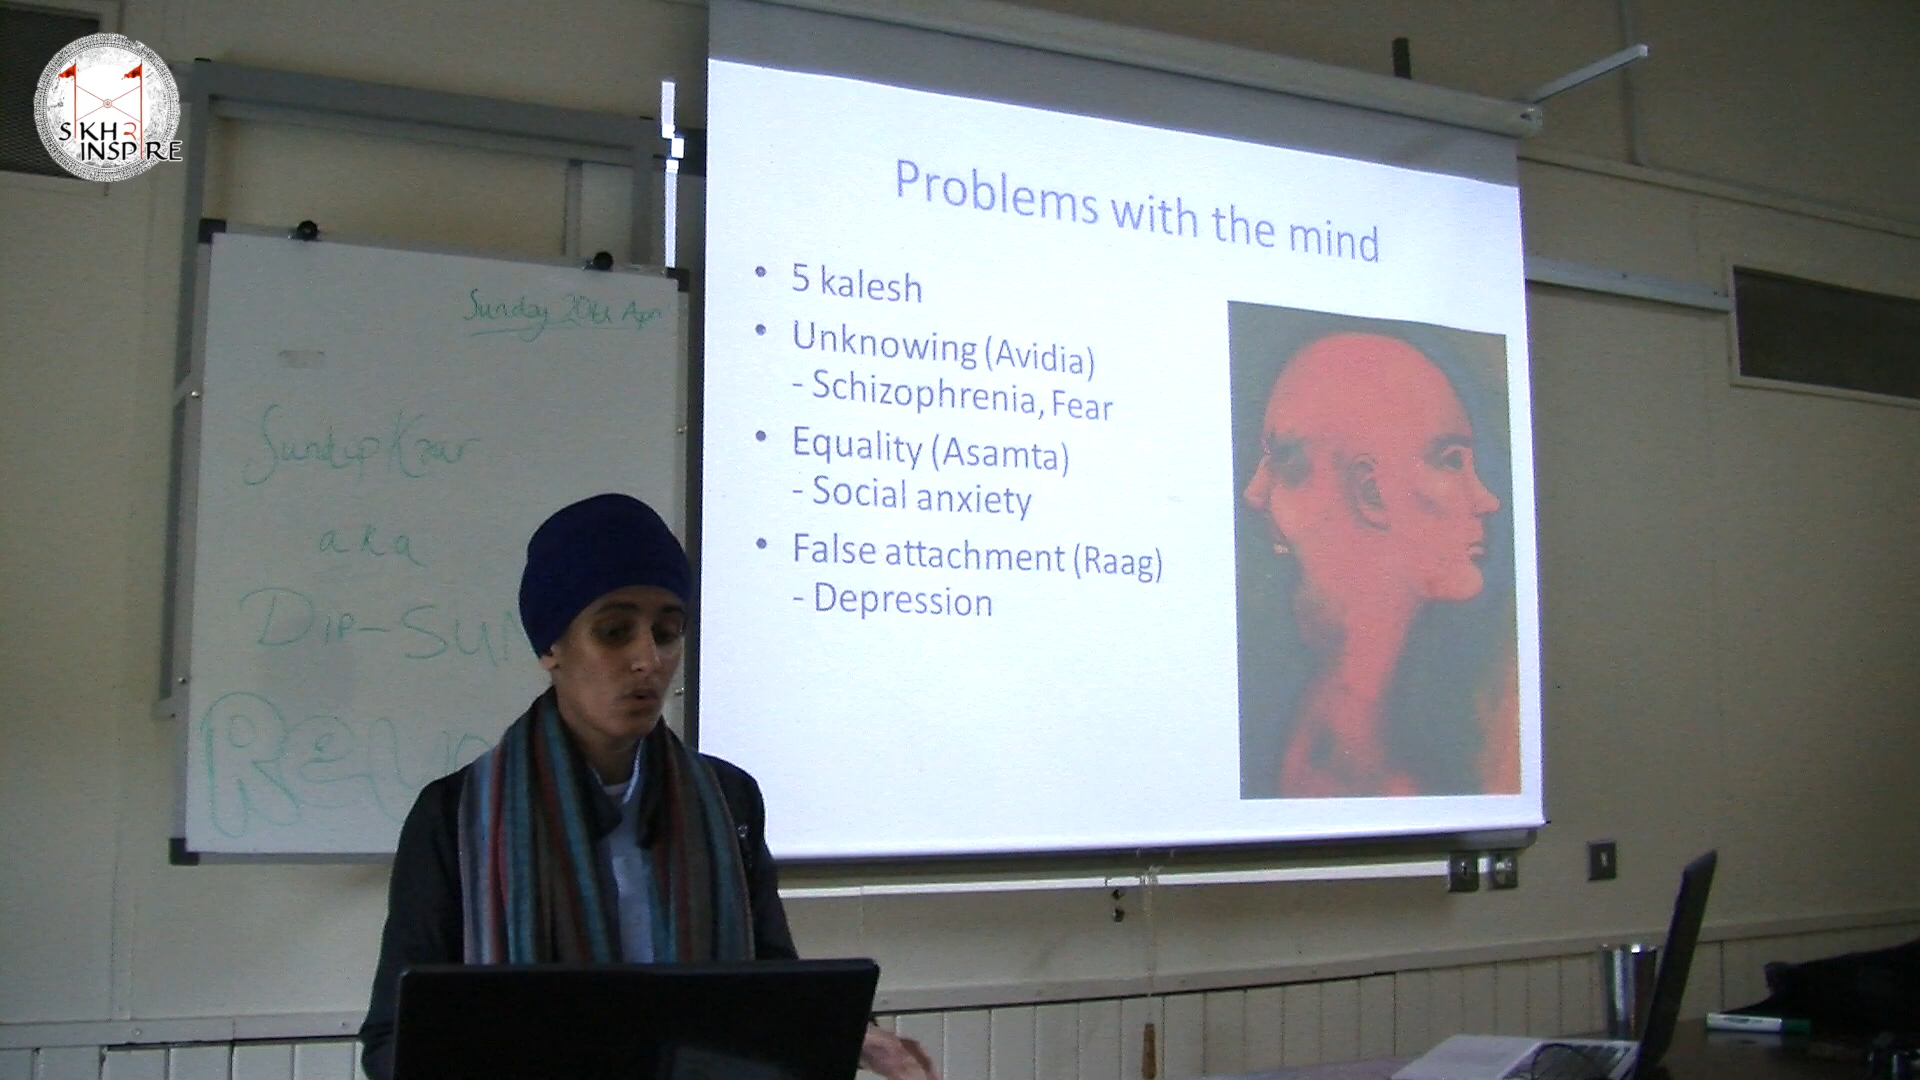 SIKH 2
INSPIRE
Sunday 20th Apr
Sundip Kaur
aka
DIP-SUN
Problems with the mind
• 5 kalesh
• Unknowing (Avidia)
- Schizophrenia, Fear
• Equality (Asamta)
- Social anxiety
• False attachment (Raag)
- Depression